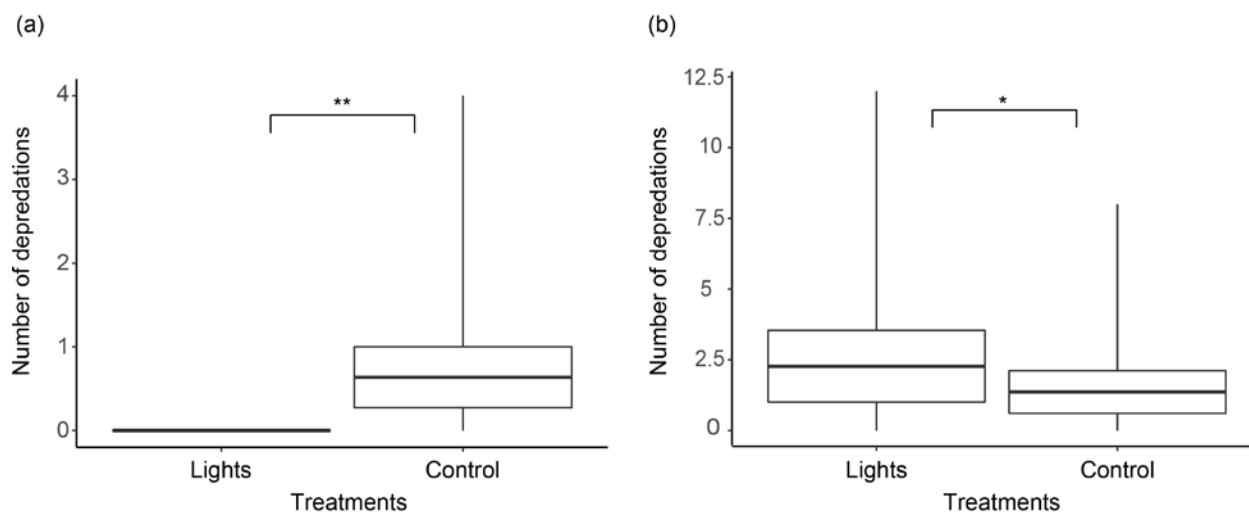 (a)
Number of depredations
4
3
2
1
0
**
Lights
Control
Treatments
(b)
Number of depredations
12.5
10
7.5
5
2.5
0
*
Lights
Control
Treatments